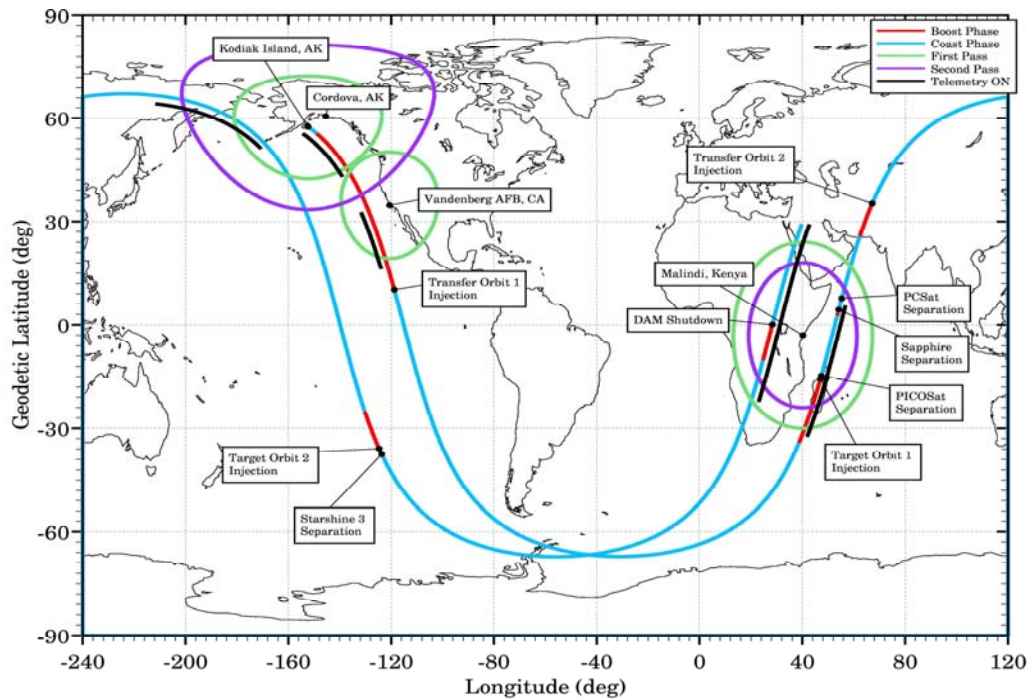 90
60
30
0
-30
-60
-90
Geodetic Latitude (deg)
-240
-200
-160
-120
-80
-40
0
40
80
120
Longitude (deg)
Boost Phase
Coast Phase
First Pass
Second Pass
Telemetry ON
Kodiak Island, AK
Cordova, AK
Vandenberg AFB, CA
Transfer Orbit 1
Injection
Transfer Orbit 2
Injection
Malindi, Kenya
DAM Shutdown
PCSat
Separation
Sapphire
Separation
PICOSat
Separation
Target Orbit 1
Injection
Target Orbit 2
Injection
Starshine 3
Separation